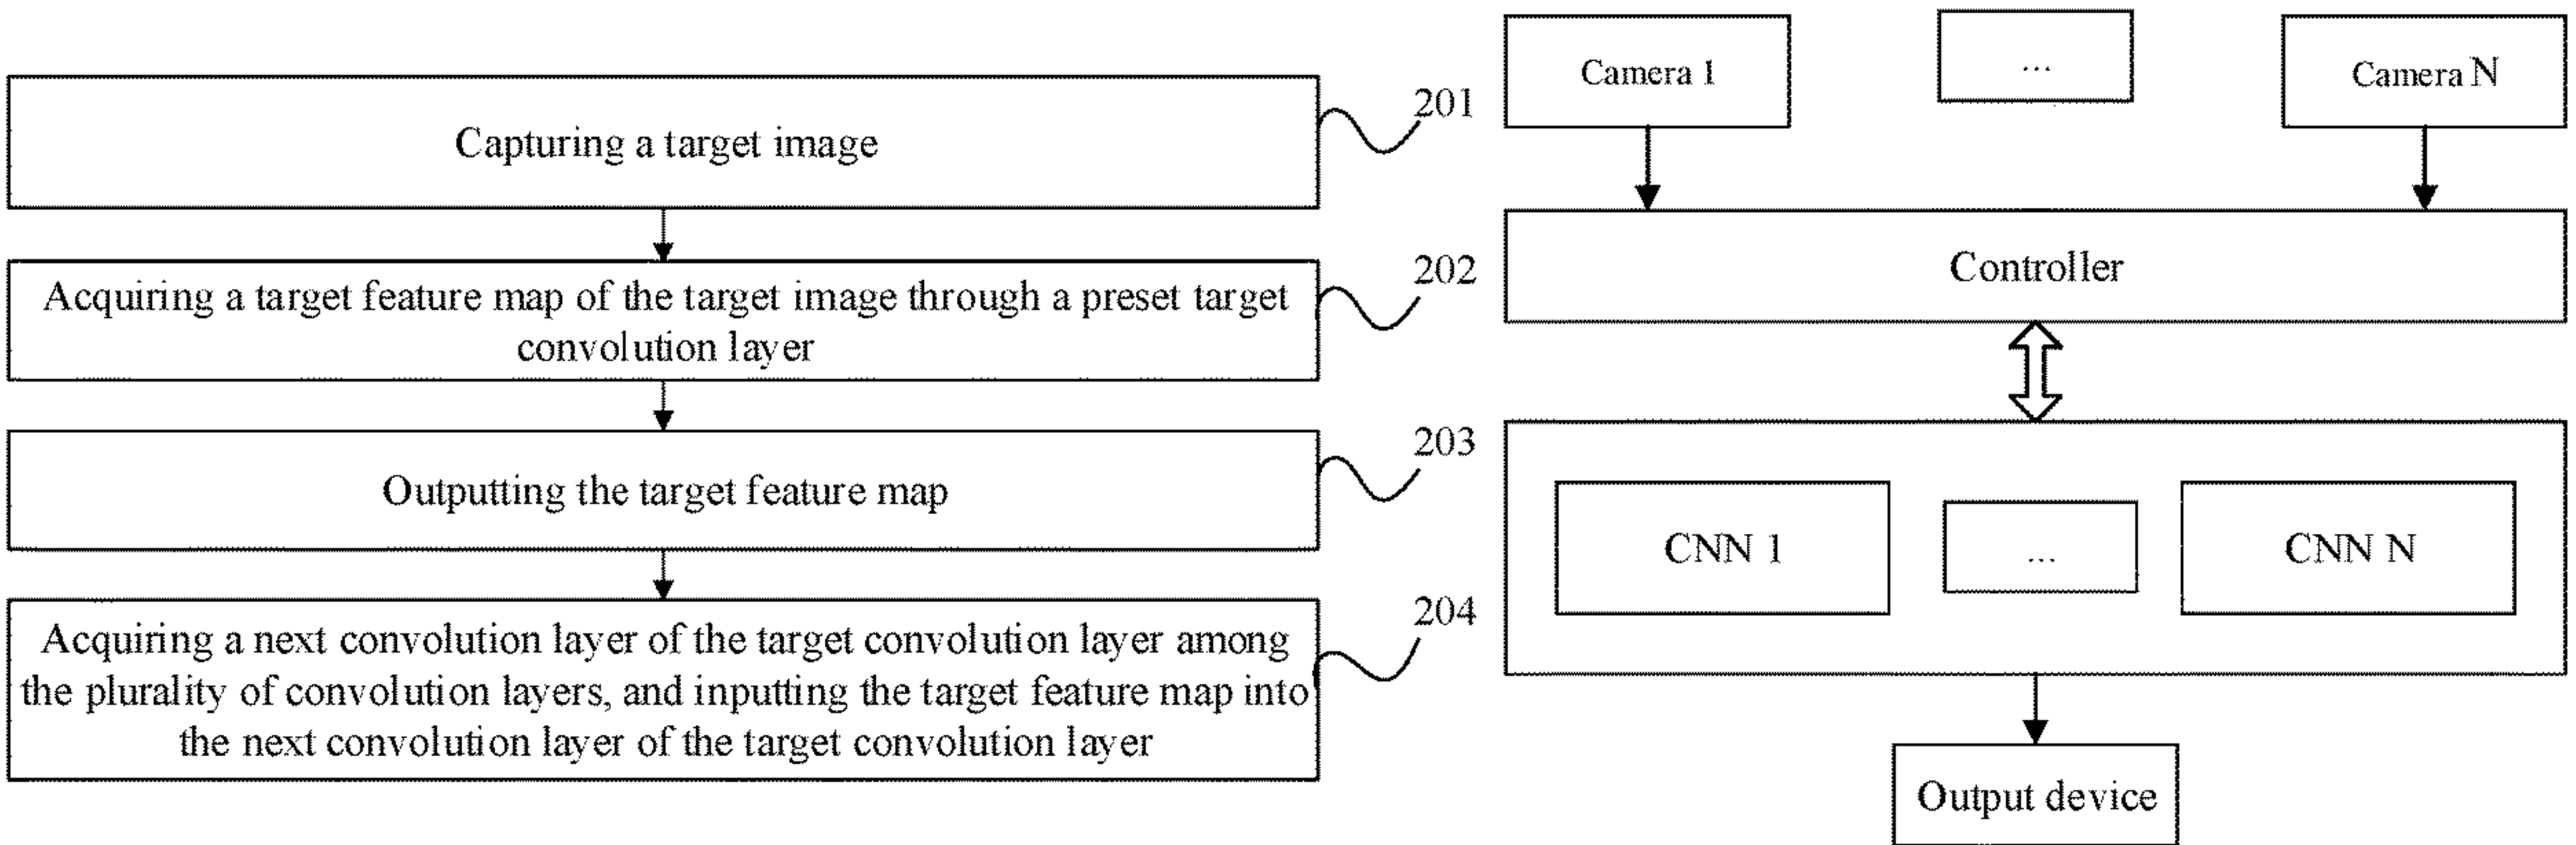 Capturing a target image
201
Acquiring a target feature map of the target image through a preset target
convolution layer
202
Outputting the target feature map
203
Acquiring a next convolution layer of the target convolution layer among
the plurality of convolution layers, and inputting the target feature map into
the next convolution layer of the target convolution layer
204
Camera 1
...
Camera N
Controller
CNN 1
...
CNN N
Output device